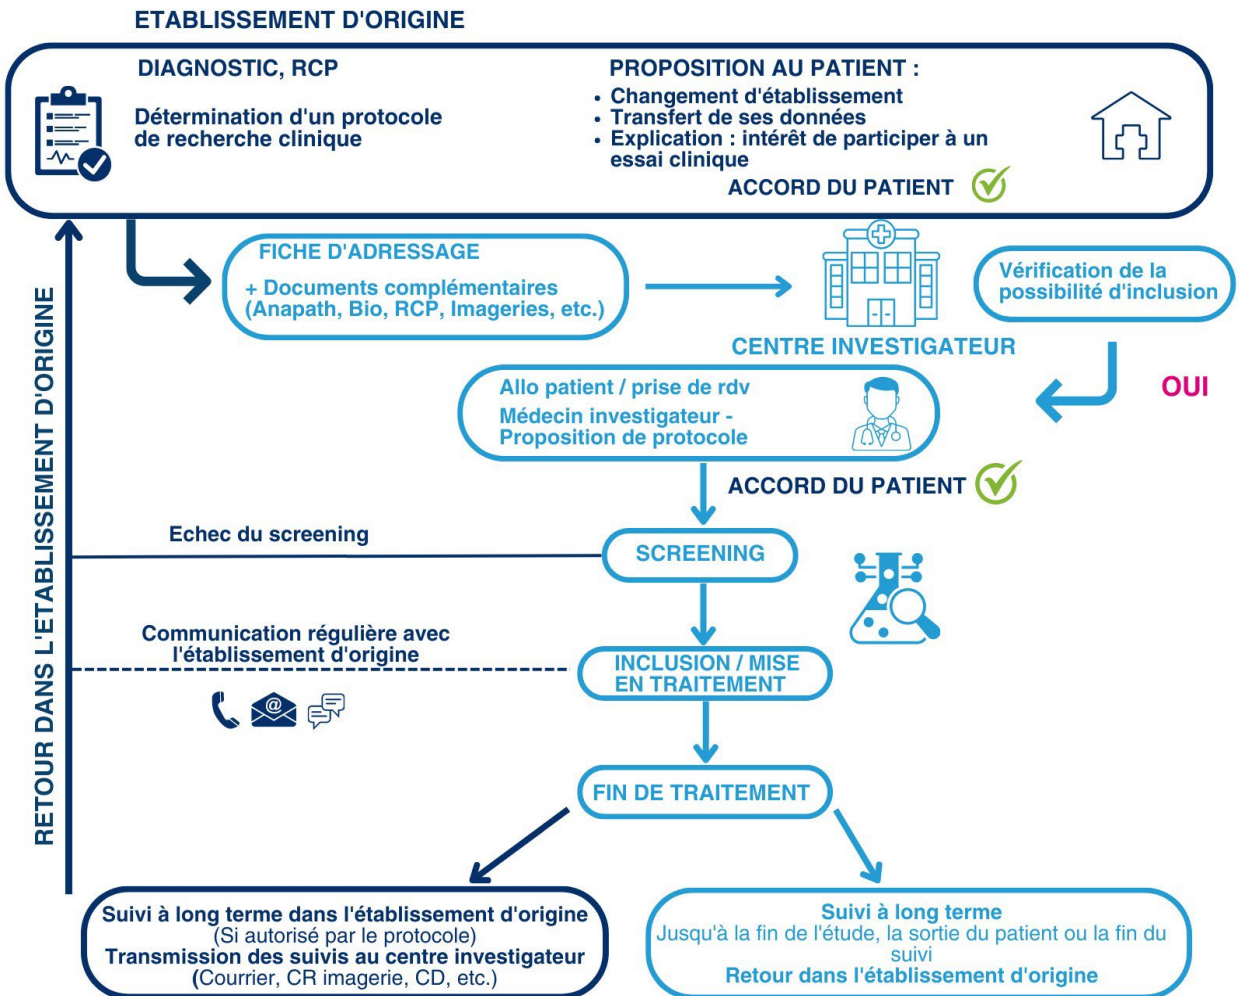 ETABLISSEMENT D'ORIGINE
DIAGNOSTIC, RCP
Détermination d'un protocole
de recherche clinique
PROPOSITION AU PATIENT :
• Changement d'établissement
• Transfert de ses données
• Explication : intérêt de participer à un
essai clinique
ACCORD DU PATIENT
FICHE D'ADRESSAGE
+ Documents complémentaires
(Anapath, Bio, RCP, Imageries, etc.)
CENTRE INVESTIGATEUR
Vérification de la
possibilité d'inclusion
OUI
Allo patient / prise de rdv
Médecin investigateur -
Proposition de protocole
ACCORD DU PATIENT
SCREENING
Echec du screening
INCLUSION / MISE
EN TRAITEMENT
Communication régulière avec
l'établissement d'origine
@
FIN DE TRAITEMENT
RETOUR DANS L'ETABLISSEMENT D'ORIGINE
Suivi à long terme dans l'établissement d'origine
(Si autorisé par le protocole)
Transmission des suivis au centre investigateur
(Courrier, CR imagerie, CD, etc.)
Suivi à long terme
Jusqu'à la fin de l'étude, la sortie du patient ou la fin du
suivi
Retour dans l'établissement d'origine